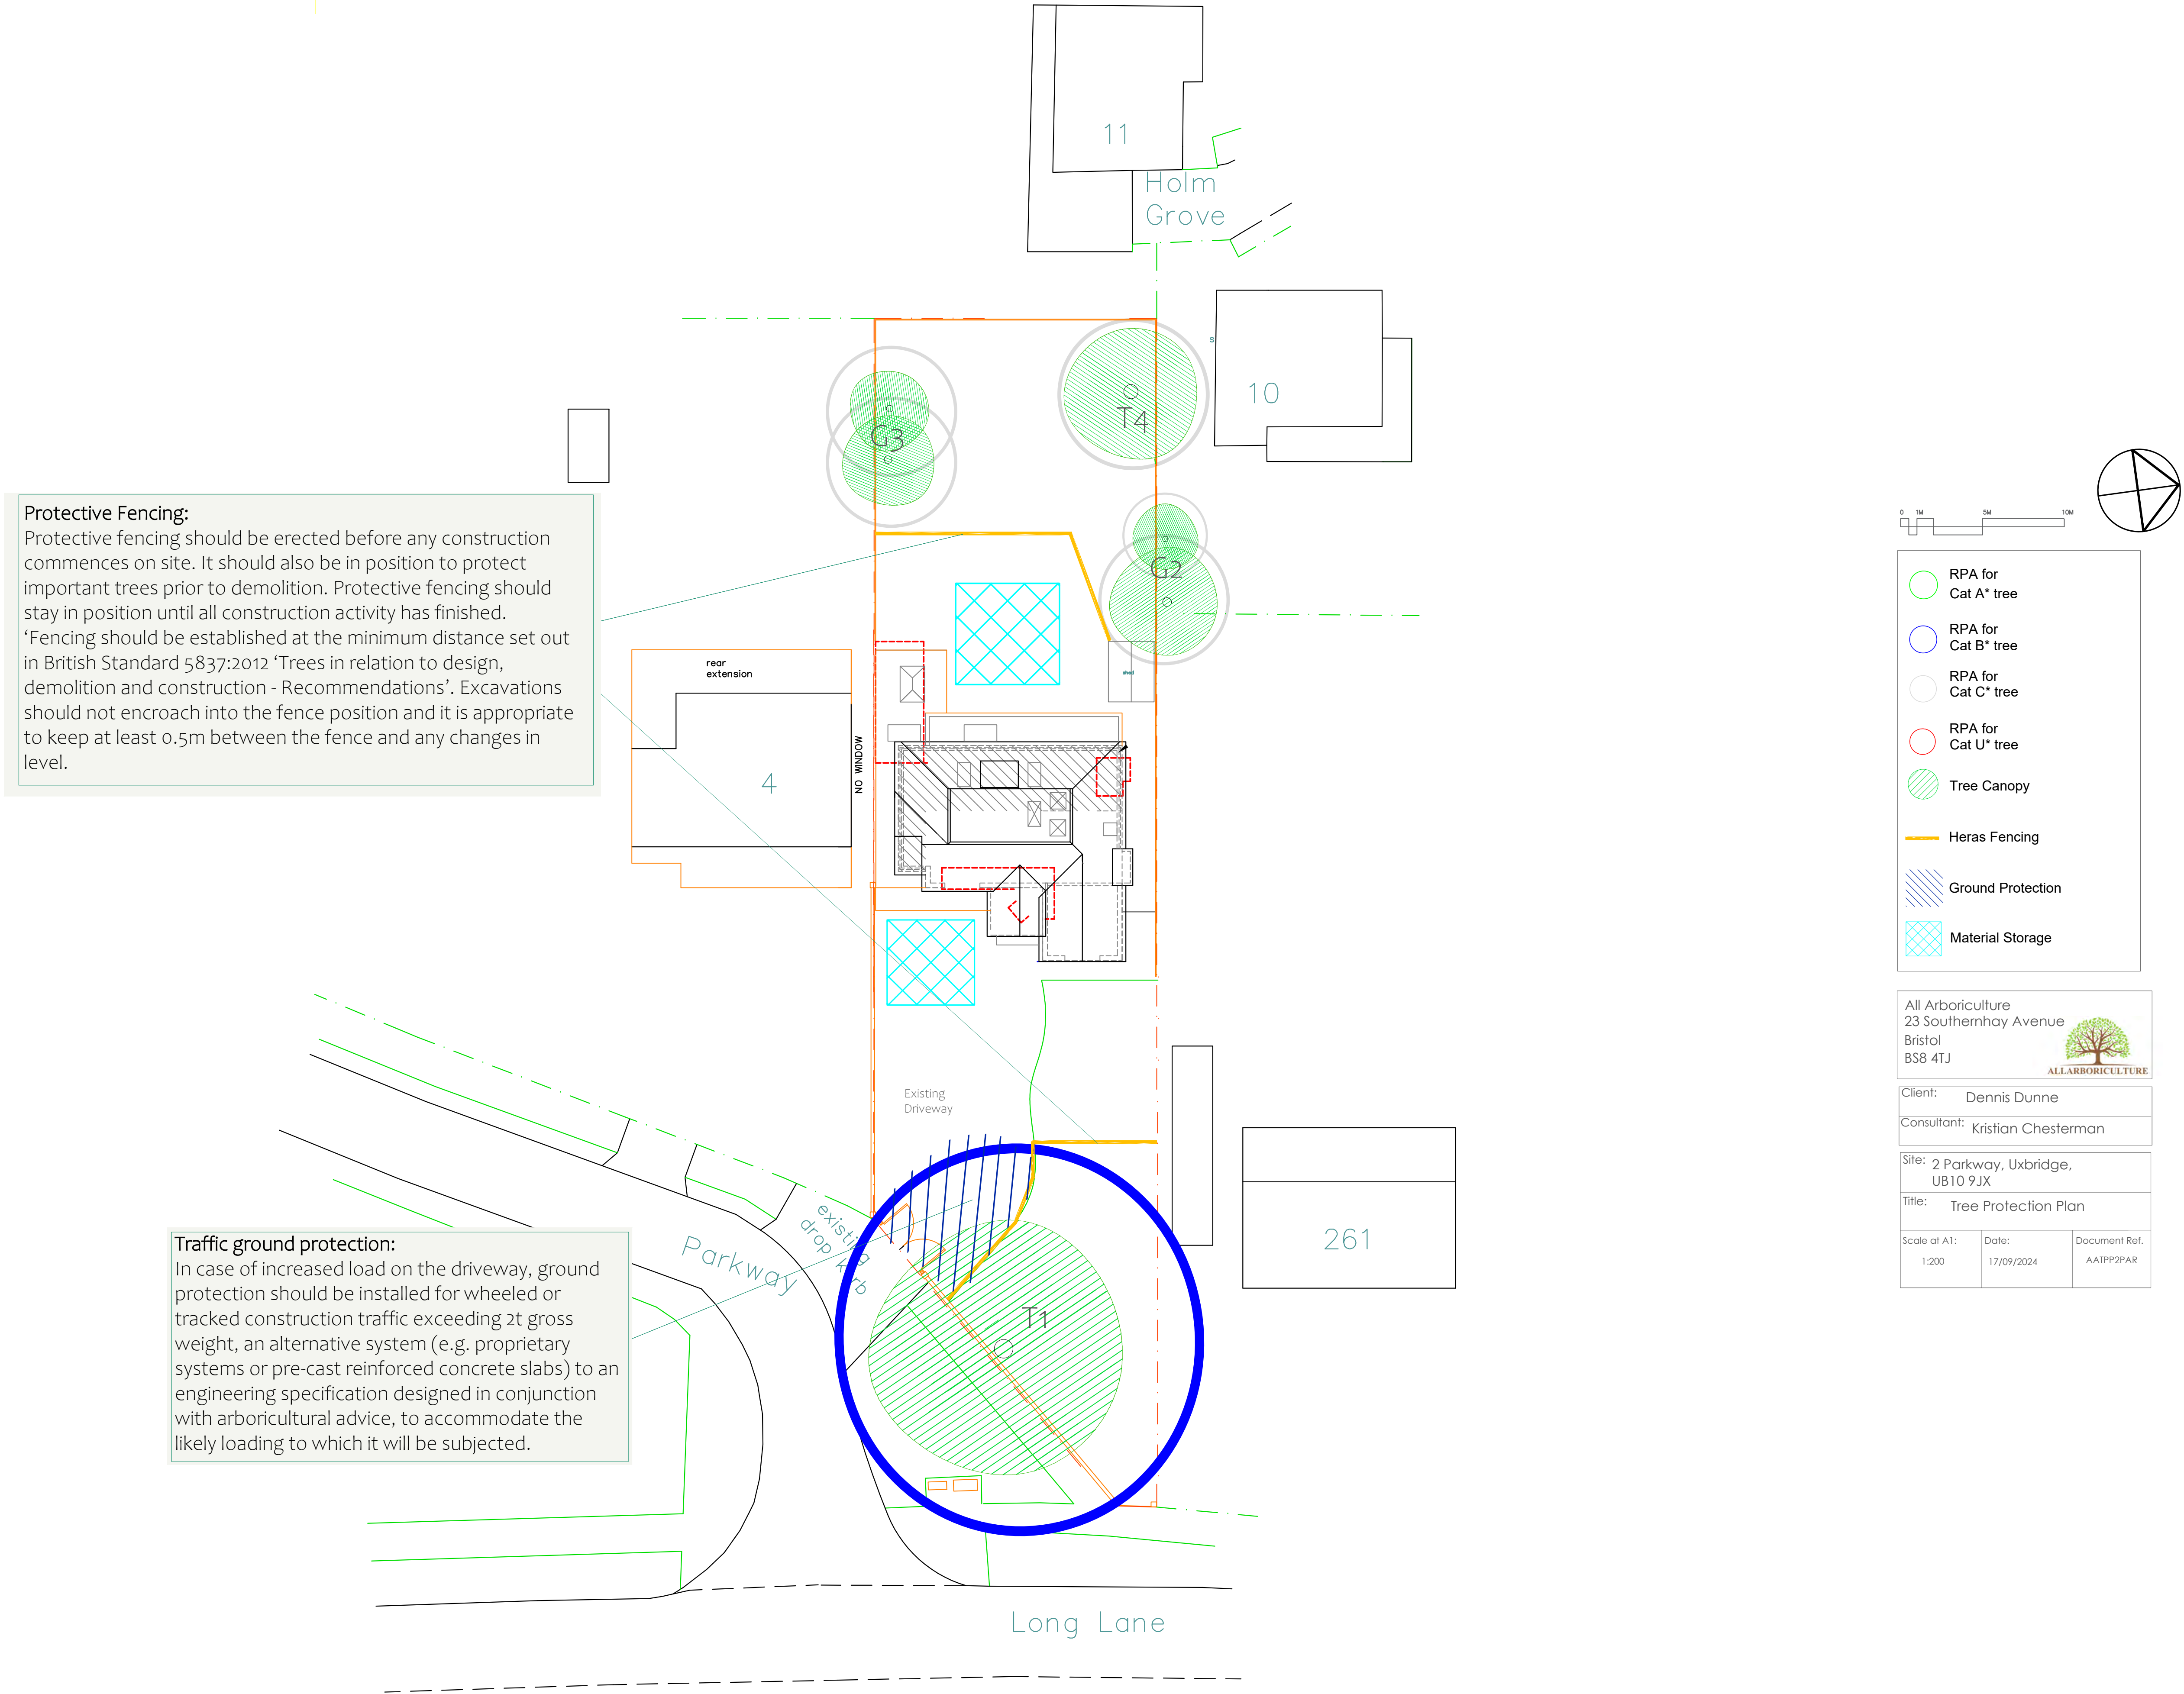 11
Holm
Grove
S
10
T4
G3
G2
Protective Fencing:
Protective fencing should be erected before any construction
commences on site. It should also be in position to protect
important trees prior to demolition. Protective fencing should
stay in position until all construction activity has finished.
‘Fencing should be established at the minimum distance set out
in British Standard 5837:2012 ‘Trees in relation to design,
demolition and construction - Recommendations’. Excavations
should not encroach into the fence position and it is appropriate
to keep at least 0.5m between the fence and any changes in
level.
rear
extension
shed
4
NO WINDOW
Existing
Driveway
existing
drop kerb
Parkway
261
T1
Traffic ground protection:
In case of increased load on the driveway, ground
protection should be installed for wheeled or
tracked construction traffic exceeding 2t gross
weight, an alternative system (e.g. proprietary
systems or pre-cast reinforced concrete slabs) to an
engineering specification designed in conjunction
with arboricultural advice, to accommodate the
likely loading to which it will be subjected.
Long Lane
0 1M 5M 10M
RPA for
Cat A* tree
RPA for
Cat B* tree
RPA for
Cat C* tree
RPA for
Cat U* tree
Tree Canopy
Heras Fencing
Ground Protection
Material Storage
All Arboriculture
23 Southernhay Avenue
Bristol
BS8 4TJ
ALLARBORICULTURE
Client: Dennis Dunne
Consultant: Kristian Chesterman
Site: 2 Parkway, Uxbridge,
UB10 9JX
Title: Tree Protection Plan
Scale at A1: Date: Document Ref.
1:200 17/09/2024 AATPP2PAR